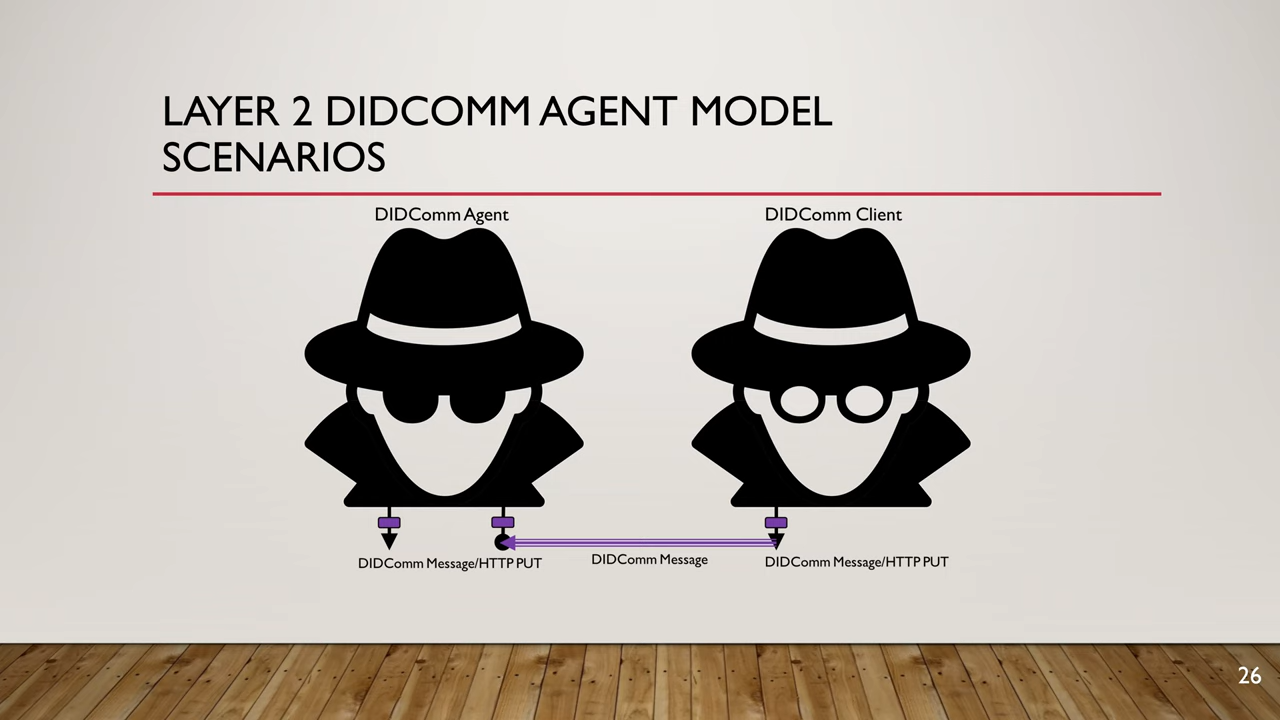 LAYER 2 DIDCOMM AGENT MODEL
SCENARIOS
DIDComm Agent
DIDComm Client
DIDComm Message/HTTP PUT
DIDComm Message
DIDComm Message/HTTP PUT
26